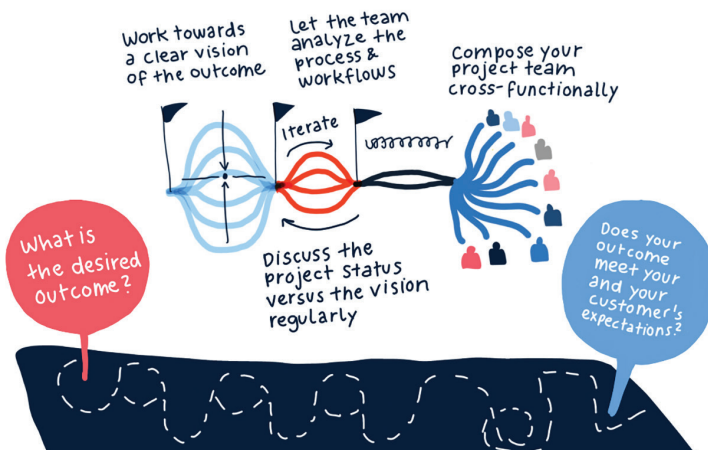 Work towards
a clear vision
of the outcome
Let the team
analyze the
process &
workflows
Compose your
project team
cross-functionally
Iterate
Discuss the
project status
versus the vision
regularly
What is
the desired
outcome?
Does your
outcome
meet your
and your
customer's
expectations?